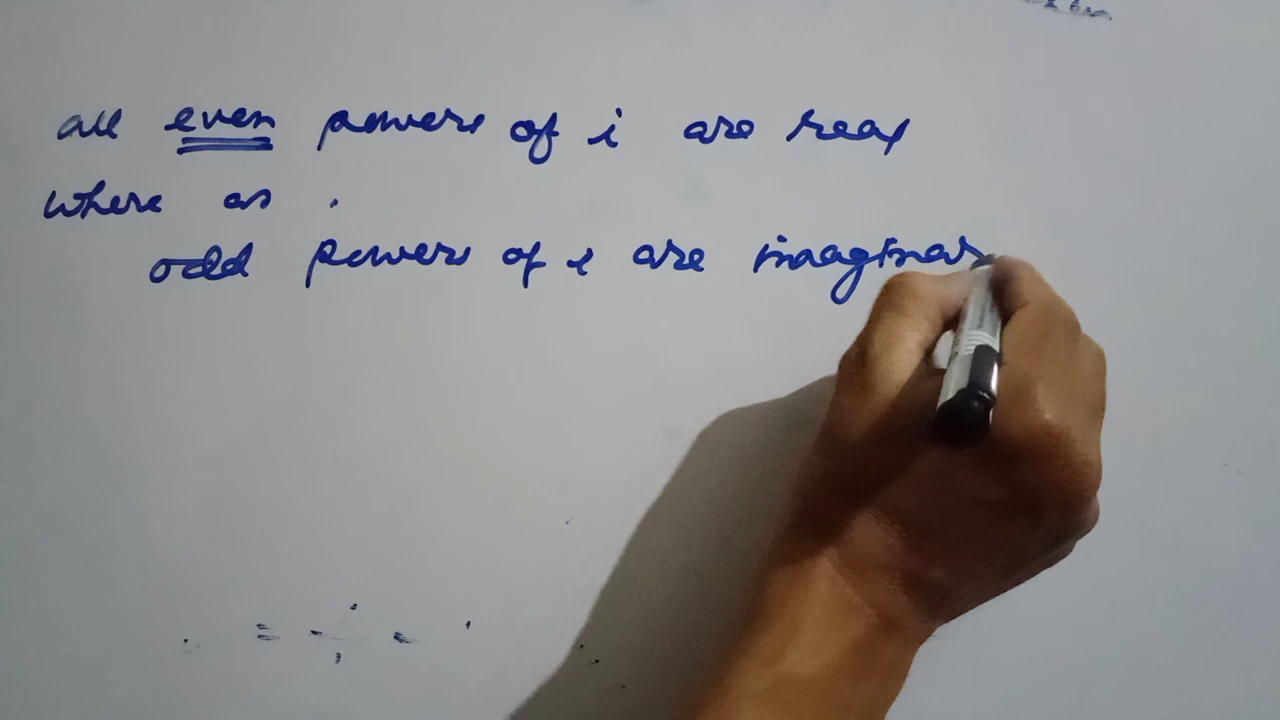 all even powers of i are real
where as
odd powers of i are imaginar